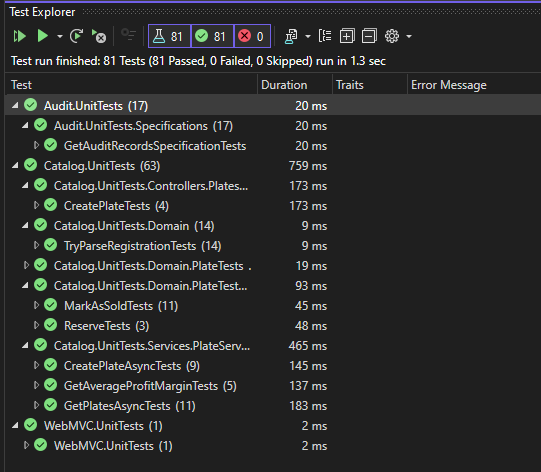 Test Explorer
81 81 0
Test run finished: 81 Tests (81 Passed, 0 Failed, 0 Skipped) run in 1.3 sec
Test Duration Traits Error Message
Audit.UnitTests (17) 20 ms
Audit.UnitTests.Specifications (17) 20 ms
GetAuditRecordsSpecificationTests 20 ms
Catalog.UnitTests (63) 759 ms
Catalog.UnitTests.Controllers.Plates... 173 ms
CreatePlateTests (4) 173 ms
Catalog.UnitTests.Domain (14) 9 ms
TryParseRegistrationTests (14) 9 ms
Catalog.UnitTests.Domain.PlateTests . 19 ms
Catalog.UnitTests.Domain.PlateTest... 93 ms
MarkAsSoldTests (11) 45 ms
ReserveTests (3) 48 ms
Catalog.UnitTests.Services.PlateServ... 465 ms
CreatePlateAsyncTests (9) 145 ms
GetAverageProfitMarginTests (5) 137 ms
GetPlatesAsyncTests (11) 183 ms
WebMVC.UnitTests (1) 2 ms
WebMVC.UnitTests (1) 2 ms